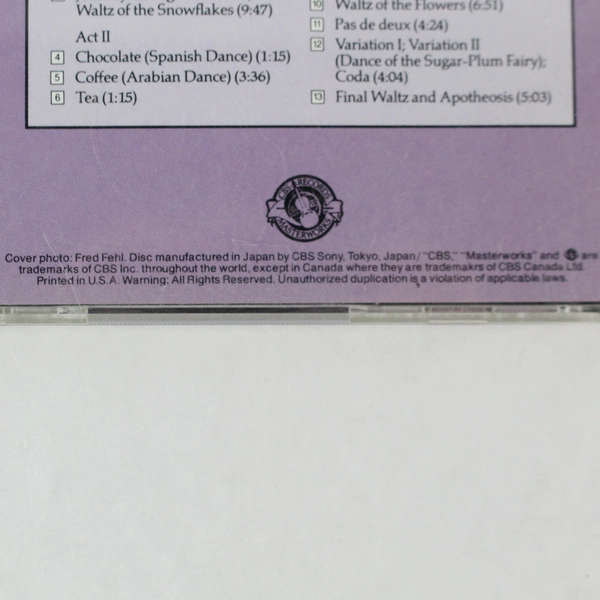 Waltz of the Snowflakes (9:47)
Act II
4 Chocolate (Spanish Dance) (1:15)
5 Coffee (Arabian Dance) (3:36)
6 Tea (1:15)
10 Waltz of the Flowers (6:51)
11 Pas de deux (4:24)
12 Variation I; Variation II
(Dance of the Sugar-Plum Fairy);
Coda (4:04)
13 Final Waltz and Apotheosis (5:03)
CBS RECORDS
MASTERWORKS
Cover photo: Fred Fehl. Disc manufactured in Japan by CBS Sony, Tokyo, Japan/ "CBS," "Masterworks" and are
trademarks of CBS Inc. throughout the world, except in Canada where they are trademakrs of CBS Canada Ltd.
Printed in U.S.A. Warning: All Rights Reserved. Unauthorized duplication is a violation of applicable laws.